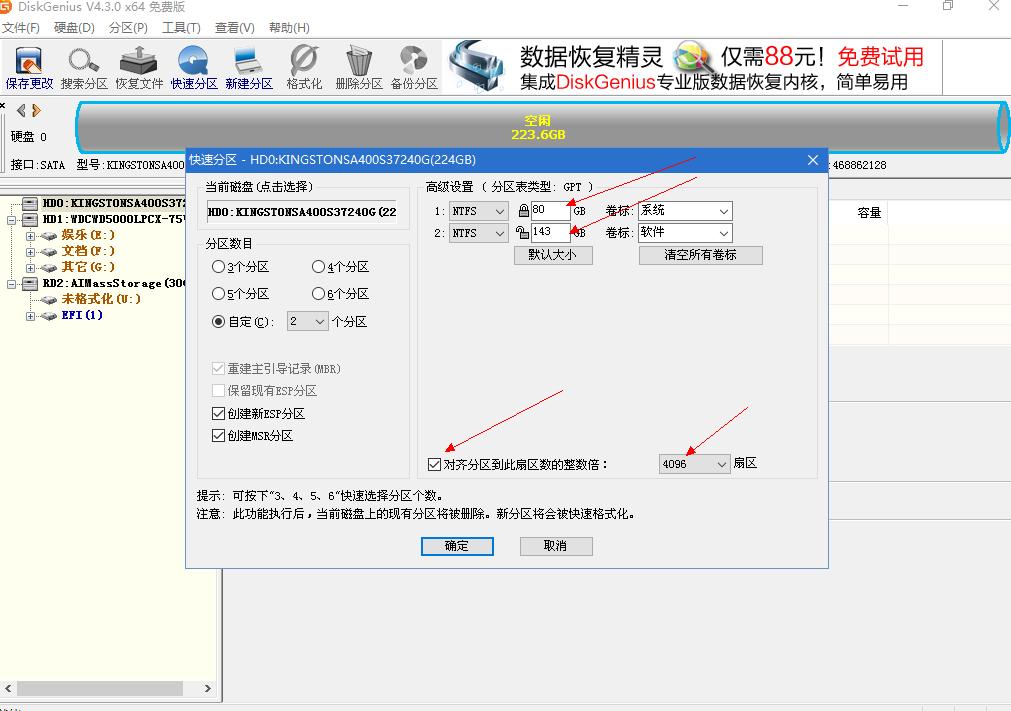 DiskGenius V4.3.0 x64 免费版
文件(F) 硬盘(D) 分区(P) 工具(T) 查看(V) 帮助(H)
保存更改 搜索分区 恢复文件 快速分区 新建分区 格式化 删除分区 备份分区
数据恢复精灵 仅需88元! 免费试用
集成DiskGenius专业版数据恢复内核，简单易用
硬盘 0
空闲
223.6GB
接口:SATA 型号:KINGSTONSA400 :468862128
快速分区 - HD0:KINGSTONSA400S37240G(224GB)
HD0:KINGSTONSA400S372
HD1:WDCWD5000LPCX-75V
娱乐(E:)
文档(F:)
其它(G:)
RD2:AIMassStorage(30G
未格式化(U:)
EFI(1)
容量
当前磁盘(点击选择)
HD0:KINGSTONSA400S37240G(22
分区数目
3个分区 4个分区
5个分区 6个分区
自定(C): 2 个分区
重建主引导记录(MBR)
保留现有ESP分区
创建新ESP分区
创建MSR分区
高级设置 ( 分区表类型: GPT )
1: NTFS 80 GB 卷标: 系统
2: NTFS 143 GB 卷标: 软件
默认大小 清空所有卷标
对齐分区到此扇区数的整数倍: 4096 扇区
提示: 可按下"3、4、5、6"快速选择分区个数。
注意: 此功能执行后,当前磁盘上的现有分区将被删除。新分区将会被快速格式化。
确定 取消